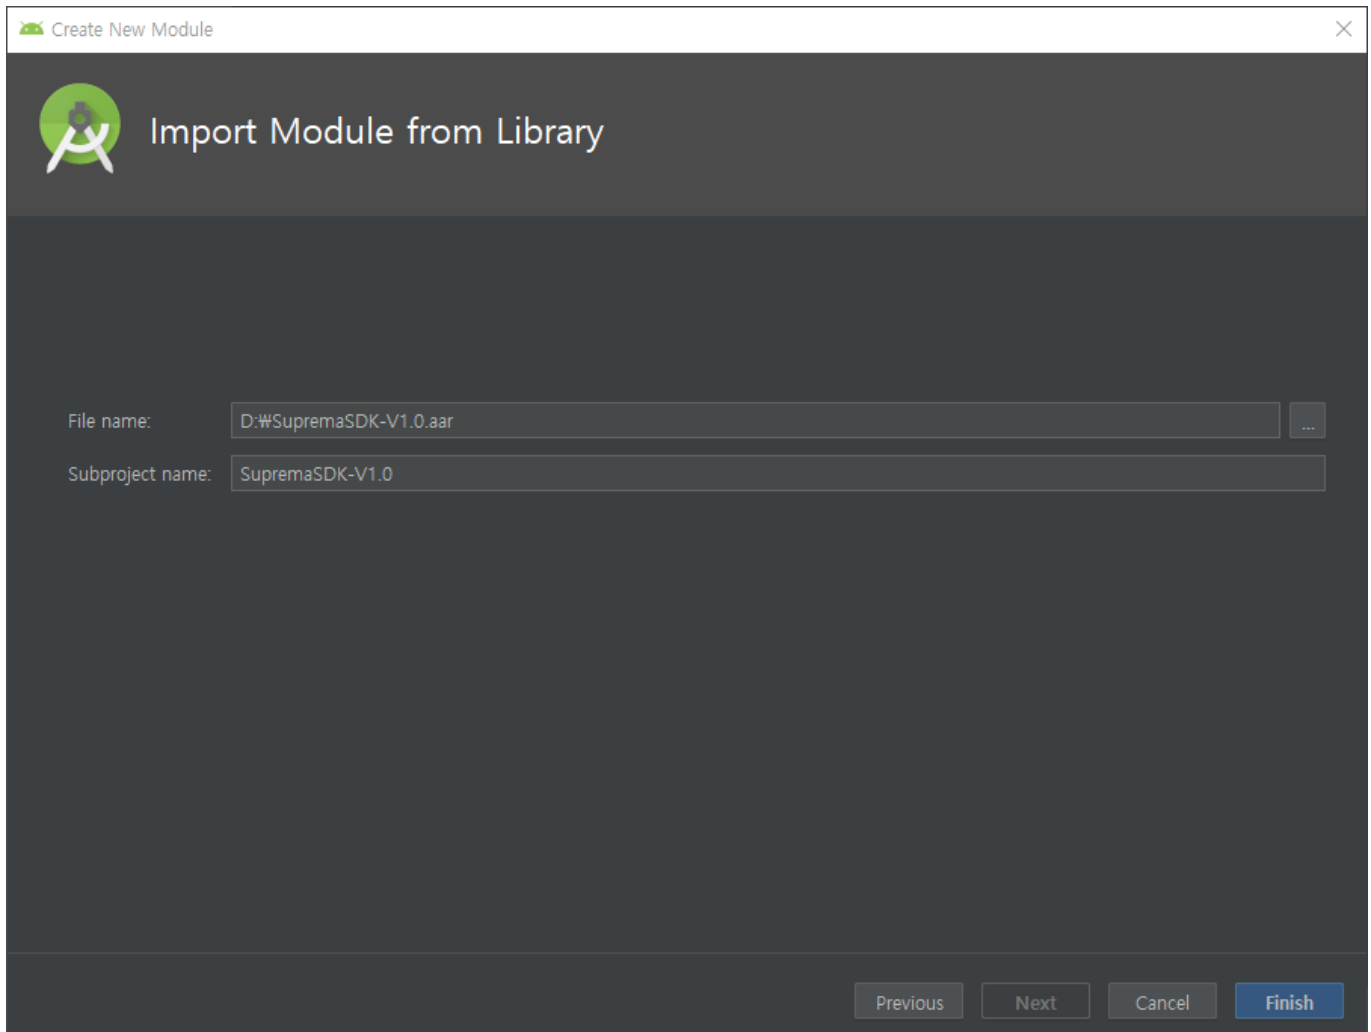 Create New Module
Import Module from Library
File name: D:₩SupremaSDK-V1.0.aar ...
Subproject name: SupremaSDK-V1.0
Previous Next Cancel Finish